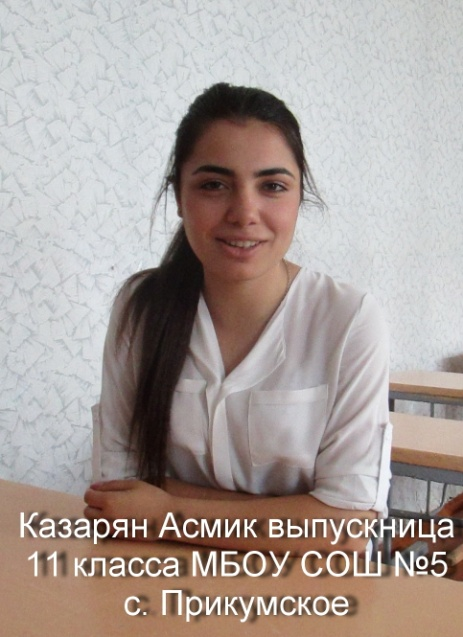 Казарян Асмик выпускница
11 класса МБОУ СОШ №5
с. Прикумское